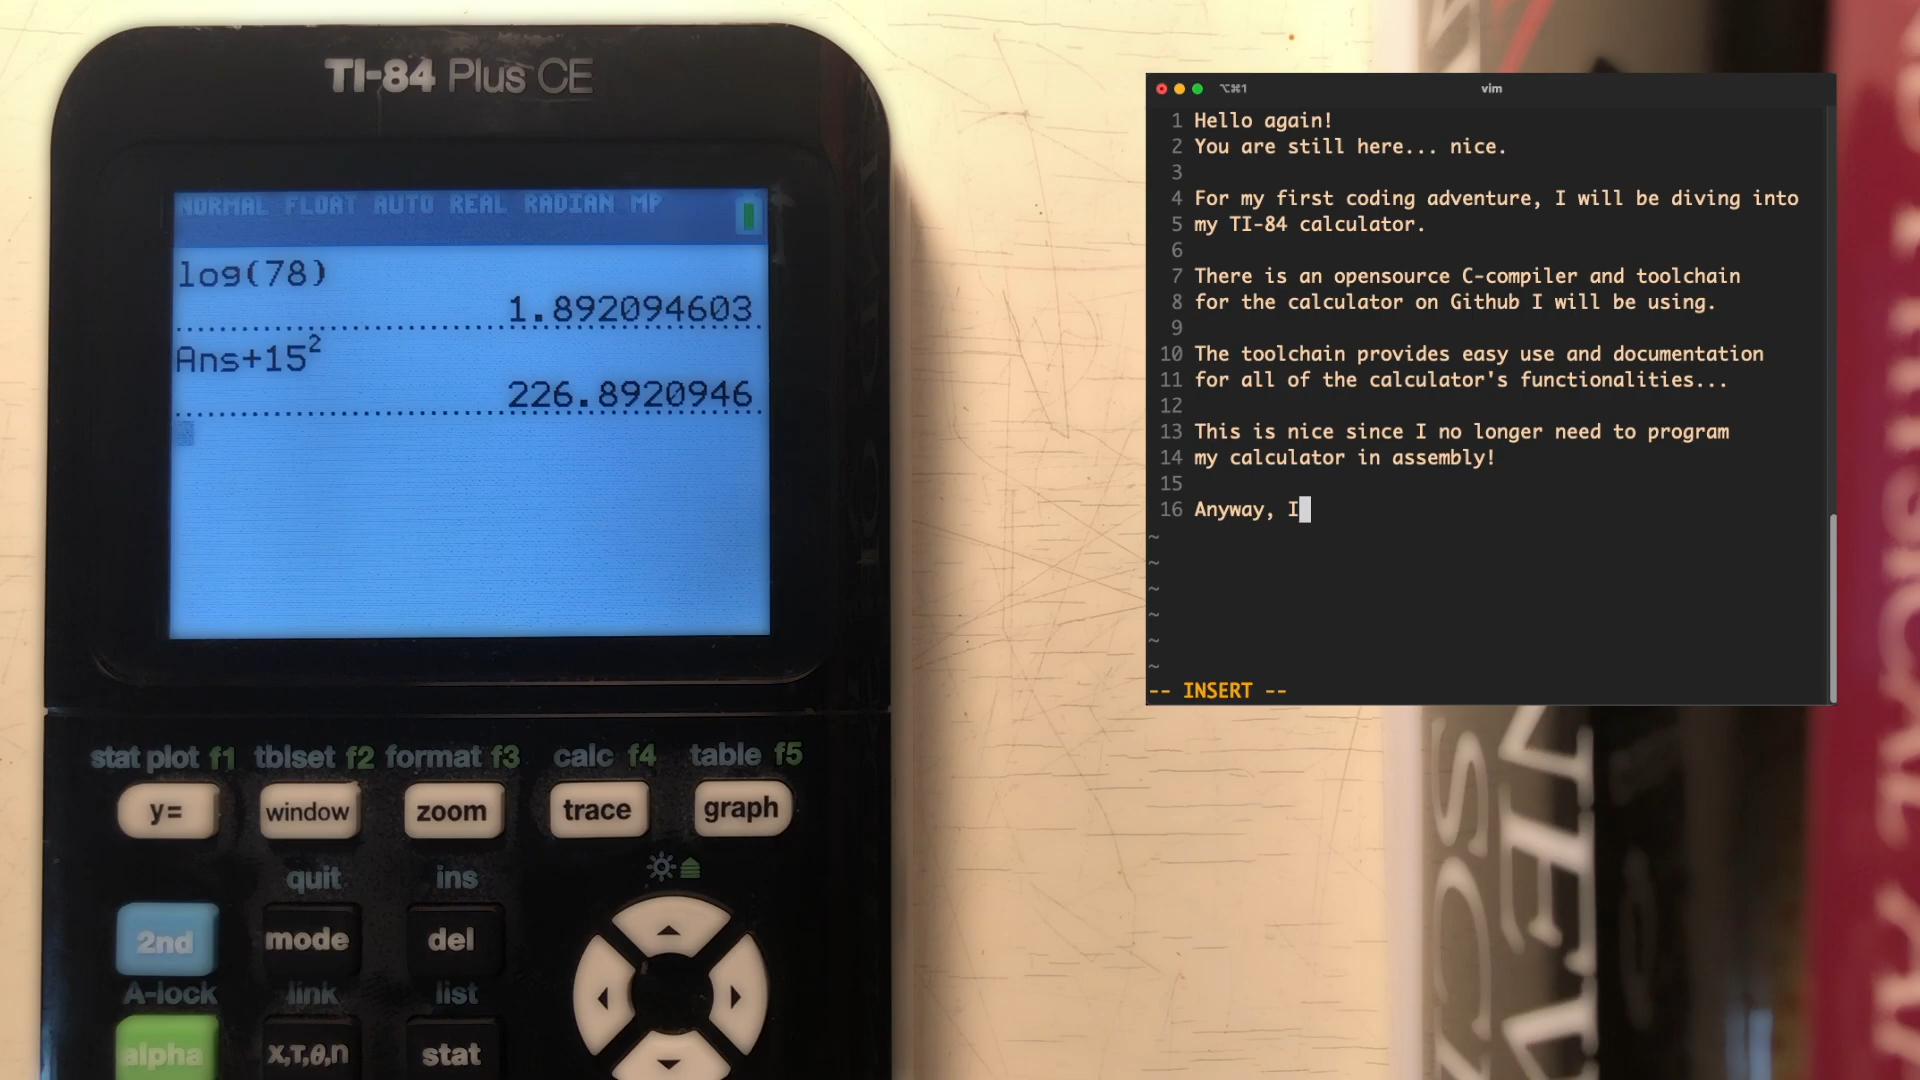 TI-84 Plus CE
NORMAL FLOAT AUTO REAL RADIAN MP
log(78)
1.892094603
Ans+15²
226.8920946
stat plot f1 tblset f2 format f3 calc f4 table f5
y= window zoom trace graph
quit ins
2nd mode del
A-lock link list
alpha X,T,θ,n stat
⌥⌘1 vim
1 Hello again!
2 You are still here... nice.
3
4 For my first coding adventure, I will be diving into
5 my TI-84 calculator.
6
7 There is an opensource C-compiler and toolchain
8 for the calculator on Github I will be using.
9
10 The toolchain provides easy use and documentation
11 for all of the calculator's functionalities...
12
13 This is nice since I no longer need to program
14 my calculator in assembly!
15
16 Anyway, I
~
~
~
~
~
~
-- INSERT --